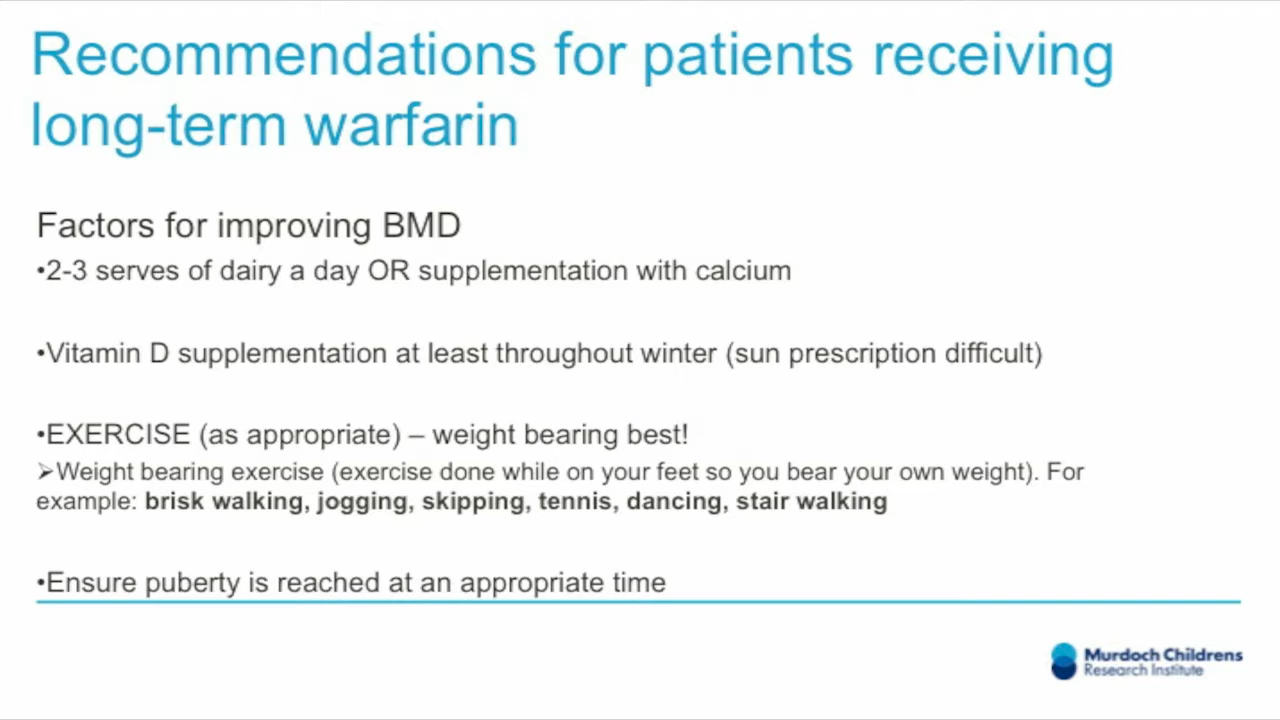 Recommendations for patients receiving
long-term warfarin
Factors for improving BMD
•2-3 serves of dairy a day OR supplementation with calcium
•Vitamin D supplementation at least throughout winter (sun prescription difficult)
•EXERCISE (as appropriate) – weight bearing best!
➢Weight bearing exercise (exercise done while on your feet so you bear your own weight). For
example: brisk walking, jogging, skipping, tennis, dancing, stair walking
•Ensure puberty is reached at an appropriate time
Murdoch Childrens
Research Institute